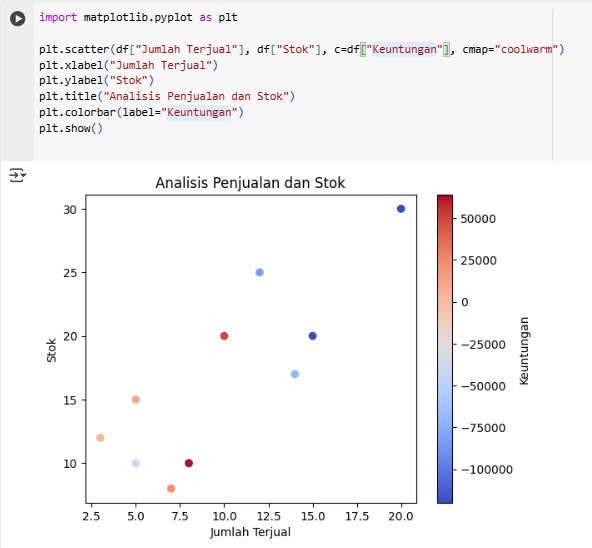 import matplotlib.pyplot as plt
plt.scatter(df["Jumlah Terjual"], df["Stok"], c=df["Keuntungan"], cmap="coolwarm")
plt.xlabel("Jumlah Terjual")
plt.ylabel("Stok")
plt.title("Analisis Penjualan dan Stok")
plt.colorbar(label="Keuntungan")
plt.show()
Analisis Penjualan dan Stok
30
25
20
15
10
Stok
2.5 5.0 7.5 10.0 12.5 15.0 17.5 20.0
Jumlah Terjual
50000
25000
0
−25000
−50000
−75000
−100000
Keuntungan